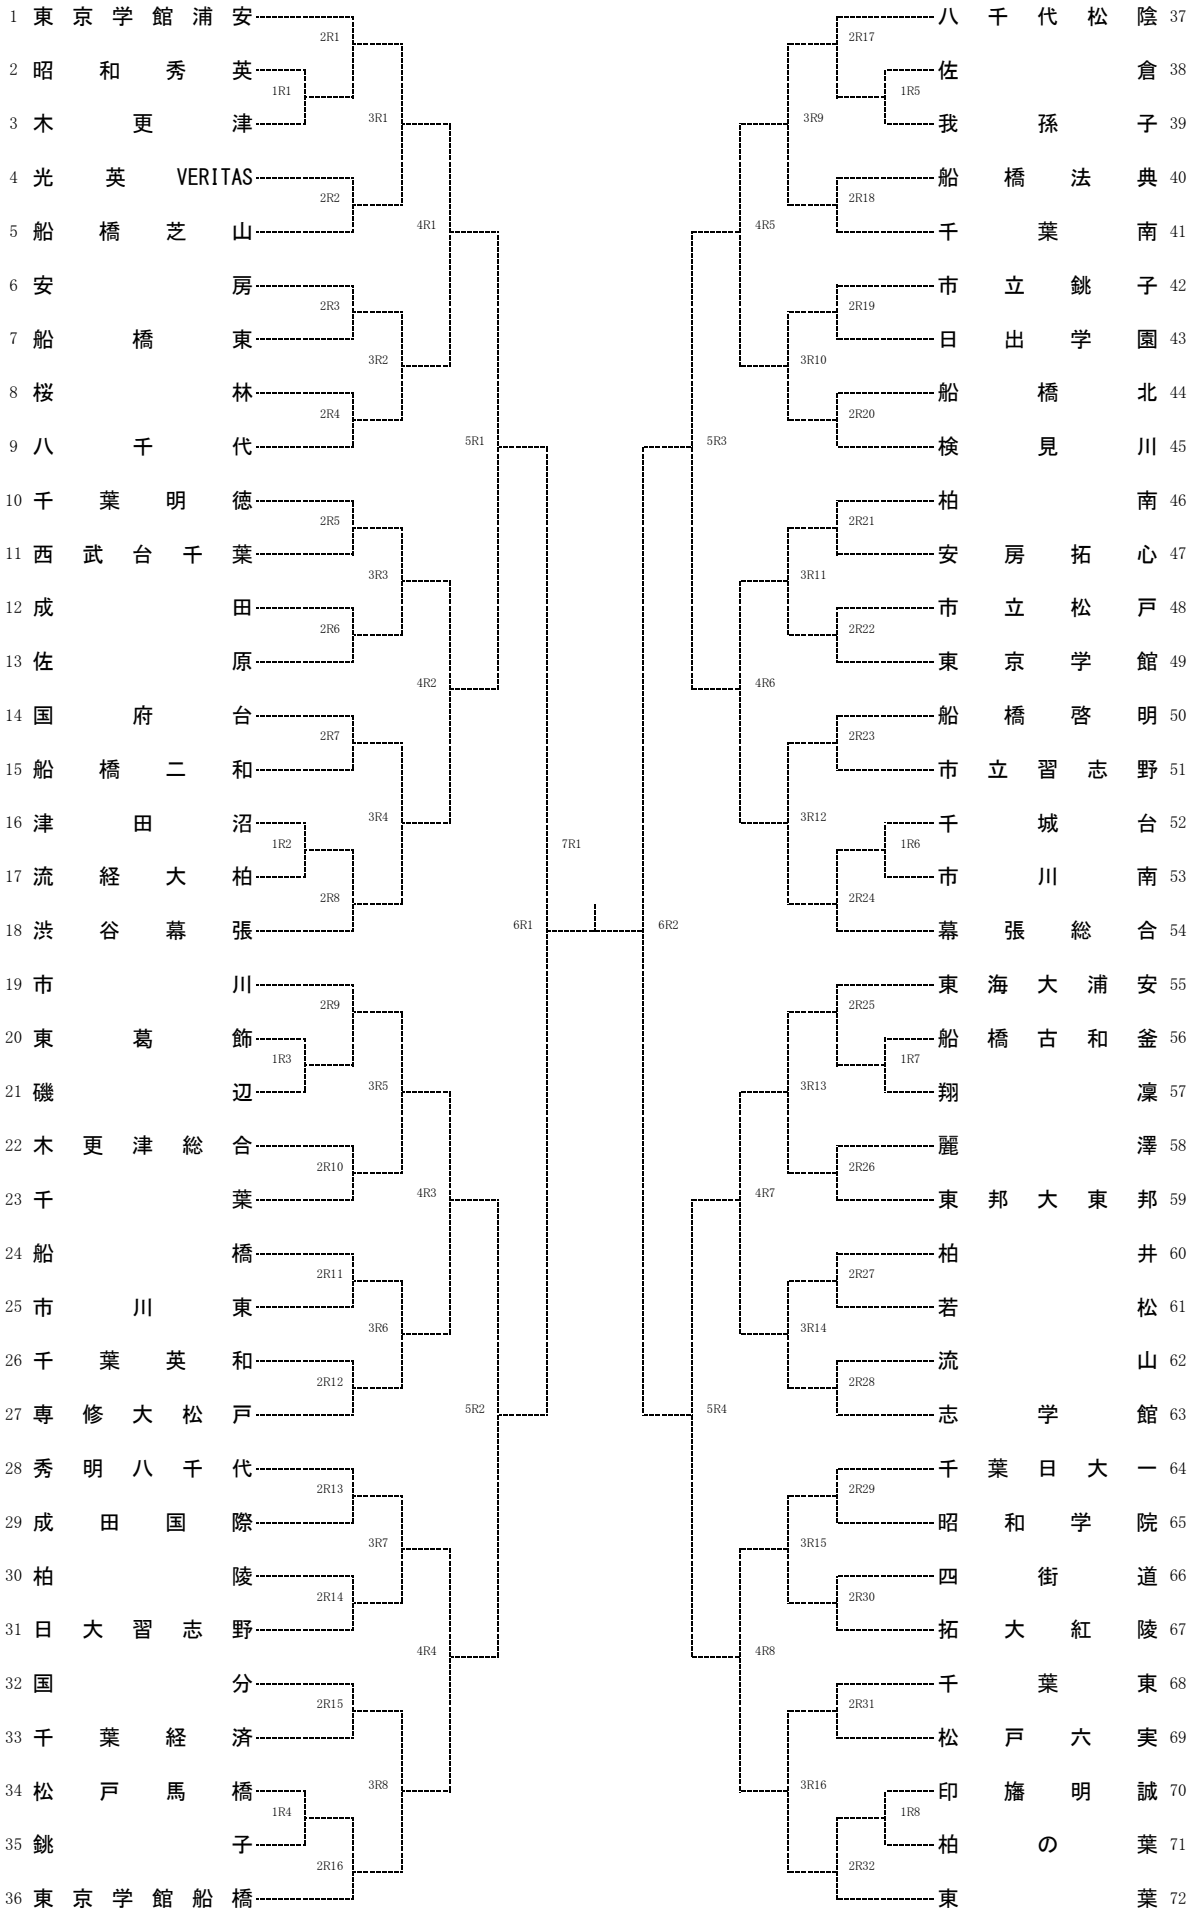 1 東京学館浦安
2R1
2 昭和秀英
1R1
3 木更津
3R1
4 光英VERITAS
2R2
5 船橋芝山
4R1
6 安房
2R3
7 船橋東
3R2
8 桜林
2R4
9 八千代
5R1
10 千葉明徳
2R5
11 西武台千葉
3R3
12 成田
2R6
13 佐原
4R2
14 国府台
2R7
15 船橋二和
16 津田沼
3R4
1R2
17 流経大柏
2R8
18 渋谷幕張
6R1
19 市川
2R9
20 東葛飾
1R3
21 磯辺
3R5
22 木更津総合
2R10
23 千葉
4R3
24 船橋
2R11
25 市川東
3R6
26 千葉英和
2R12
27 専修大松戸
5R2
28 秀明八千代
2R13
29 成田国際
3R7
30 柏陵
2R14
31 日大習志野
4R4
32 国分
2R15
33 千葉経済
3R8
34 松戸馬橋
1R4
35 銚子
2R16
36 東京学館船橋
7R1
八千代松陰 37
2R17
佐倉 38
1R5
我孫子 39
3R9
船橋法典 40
2R18
千葉南 41
4R5
市立銚子 42
2R19
日出学園 43
3R10
船橋北 44
2R20
検見川 45
5R3
柏南 46
2R21
安房拓心 47
3R11
市立松戸 48
2R22
東京学館 49
4R6
船橋啓明 50
2R23
市立習志野 51
3R12
千城台 52
1R6
市川南 53
2R24
幕張総合 54
6R2
東海大浦安 55
2R25
船橋古和釜 56
1R7
翔凜 57
3R13
麗澤 58
2R26
東邦大東邦 59
4R7
柏井 60
2R27
若松 61
3R14
流山 62
2R28
志学館 63
5R4
千葉日大一 64
2R29
昭和学院 65
3R15
四街道 66
2R30
拓大紅陵 67
4R8
千葉東 68
2R31
松戸六実 69
3R16
印旛明誠 70
1R8
柏の葉 71
2R32
東葉 72